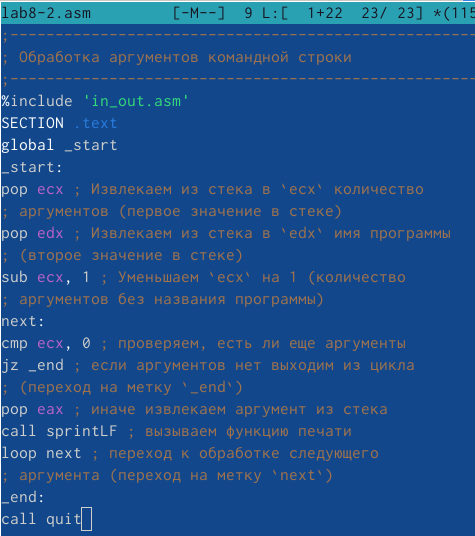 lab8-2.asm [-M--] 9 L:[ 1+22 23/ 23] *(115
;---------------------------------------------------
; Обработка аргументов командной строки
;---------------------------------------------------
%include 'in_out.asm'
SECTION .text
global _start
_start:
pop ecx ; Извлекаем из стека в `ecx` количество
; аргументов (первое значение в стеке)
pop edx ; Извлекаем из стека в `edx` имя программы
; (второе значение в стеке)
sub ecx, 1 ; Уменьшаем `ecx` на 1 (количество
; аргументов без названия программы)
next:
cmp ecx, 0 ; проверяем, есть ли еще аргументы
jz _end ; если аргументов нет выходим из цикла
; (переход на метку `_end`)
pop eax ; иначе извлекаем аргумент из стека
call sprintLF ; вызываем функцию печати
loop next ; переход к обработке следующего
; аргумента (переход на метку `next`)
_end:
call quit